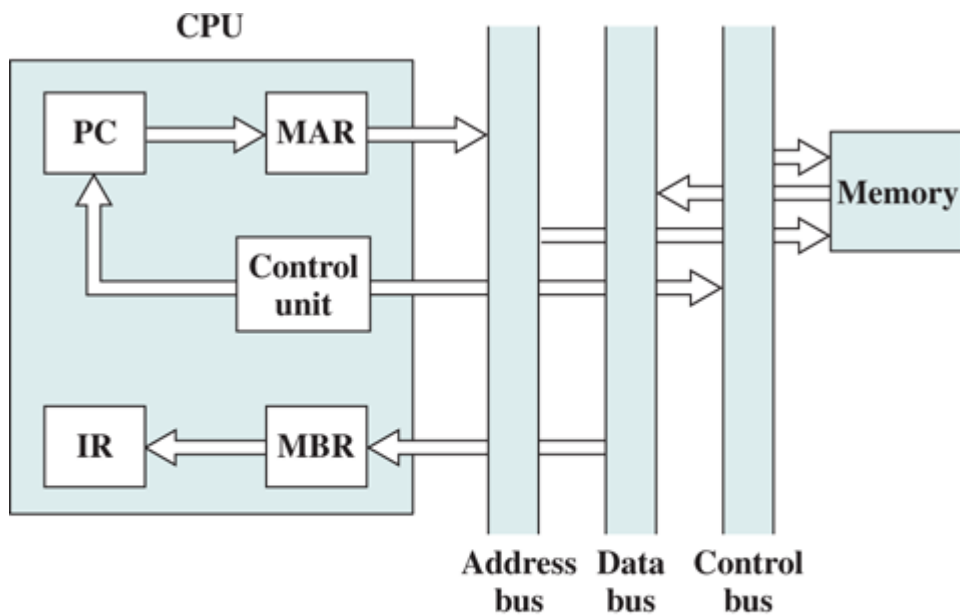 CPU
PC
MAR
Memory
Control
unit
IR
MBR
Address
bus
Data
bus
Control
bus